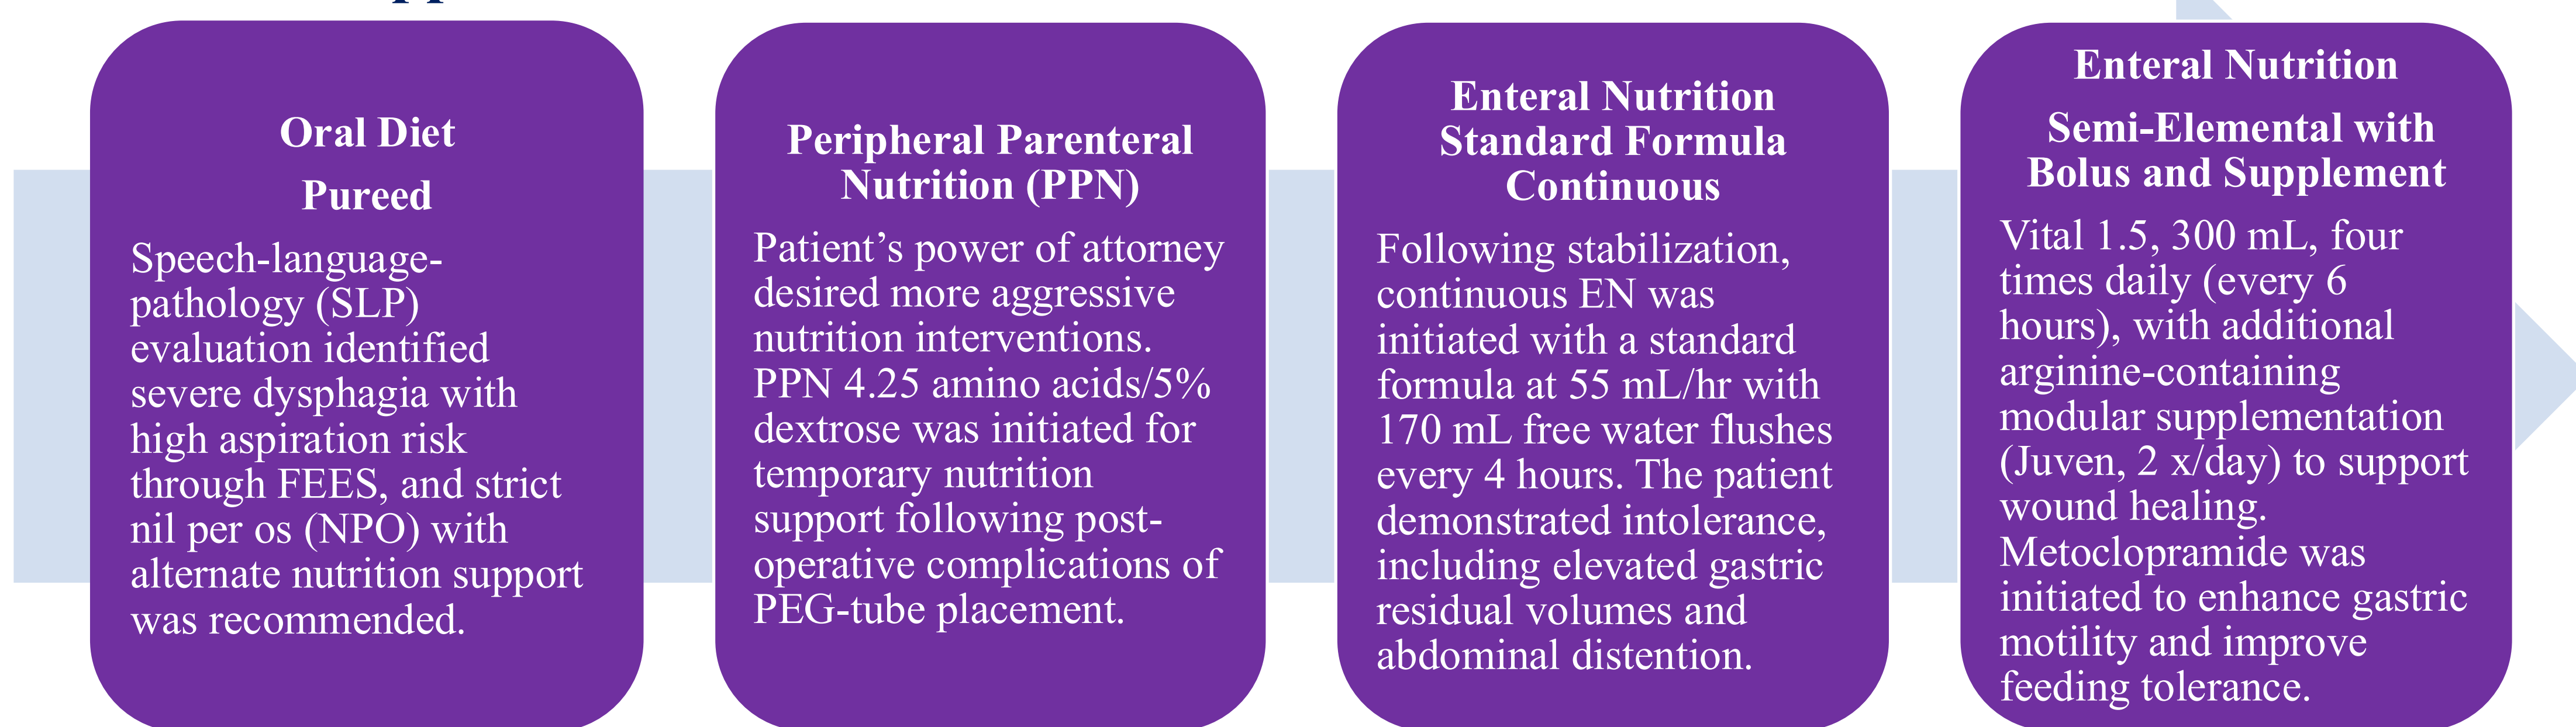 Oral Diet
Pureed
Speech-language-
pathology (SLP)
evaluation identified
severe dysphagia with
high aspiration risk
through FEES, and strict
nil per os (NPO) with
alternate nutrition support
was recommended.
Peripheral Parenteral
Nutrition (PPN)
Patient’s power of attorney
desired more aggressive
nutrition interventions.
PPN 4.25 amino acids/5%
dextrose was initiated for
temporary nutrition
support following post-
operative complications of
PEG-tube placement.
Enteral Nutrition
Standard Formula
Continuous
Following stabilization,
continuous EN was
initiated with a standard
formula at 55 mL/hr with
170 mL free water flushes
every 4 hours. The patient
demonstrated intolerance,
including elevated gastric
residual volumes and
abdominal distention.
Enteral Nutrition
Semi-Elemental with
Bolus and Supplement
Vital 1.5, 300 mL, four
times daily (every 6
hours), with additional
arginine-containing
modular supplementation
(Juven, 2 x/day) to support
wound healing.
Metoclopramide was
initiated to enhance gastric
motility and improve
feeding tolerance.